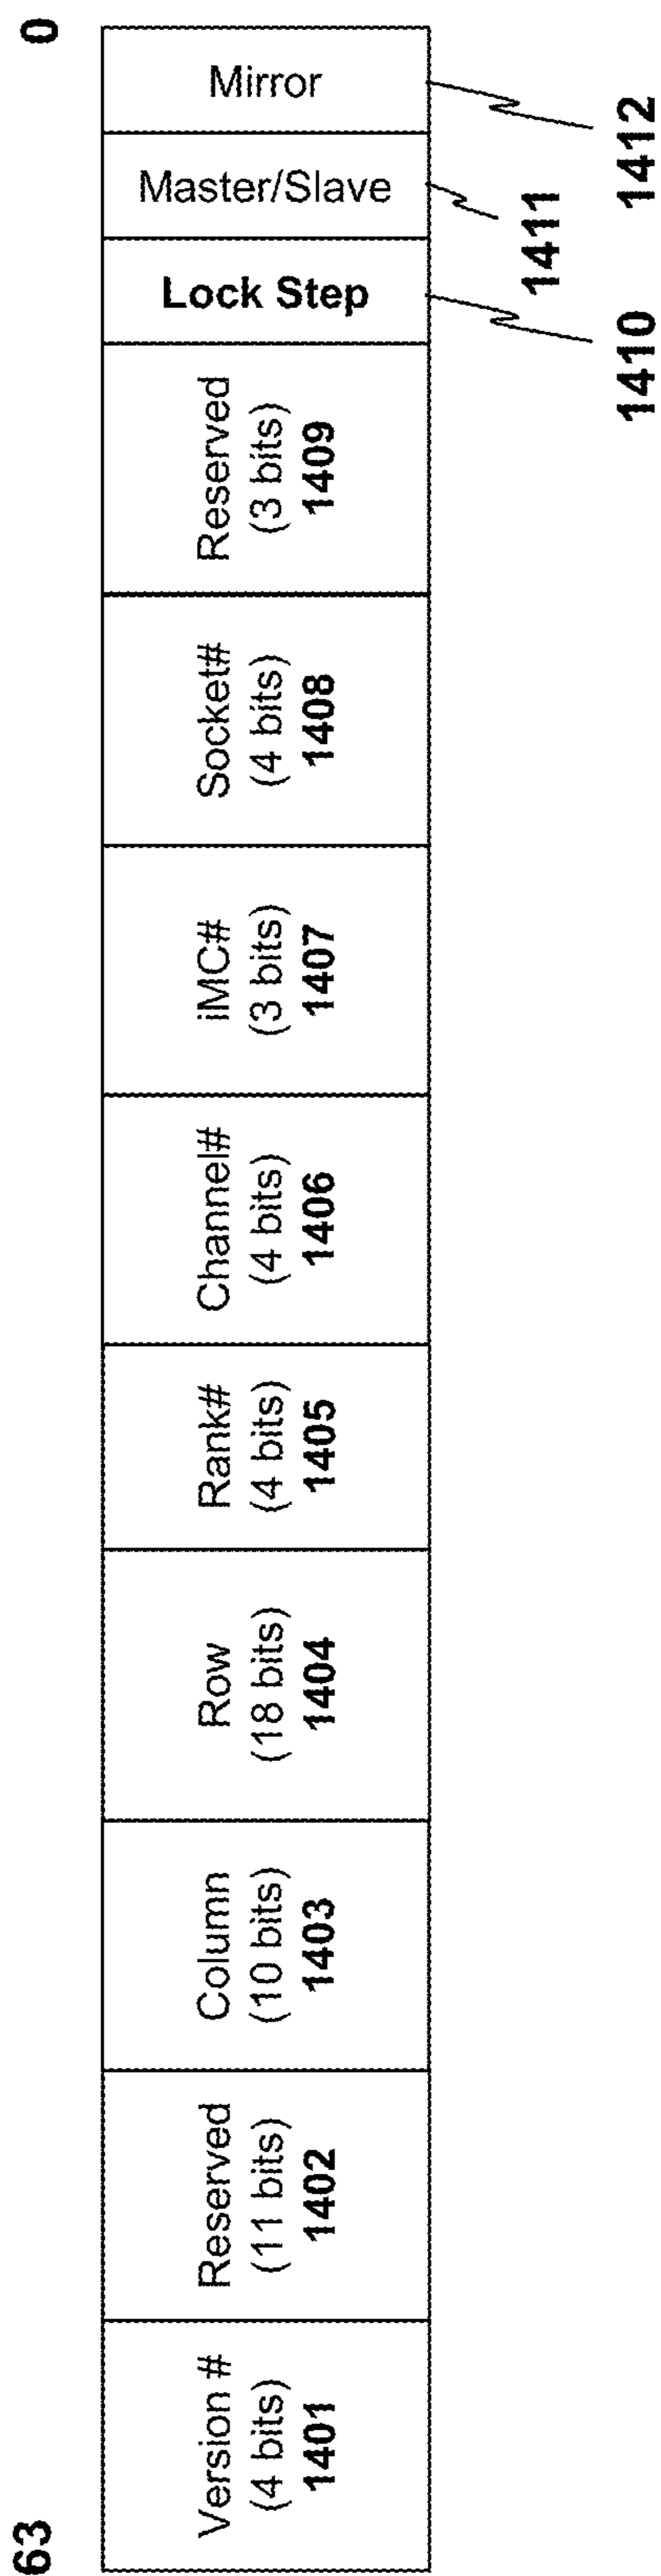 63
0
Version #
(4 bits)
1401
Reserved
(11 bits)
1402
Column
(10 bits)
1403
Row
(18 bits)
1404
Rank#
(4 bits)
1405
Channel#
(4 bits)
1406
iMC#
(3 bits)
1407
Socket#
(4 bits)
1408
Reserved
(3 bits)
1409
Lock Step
Master/Slave
Mirror
1410
1411
1412